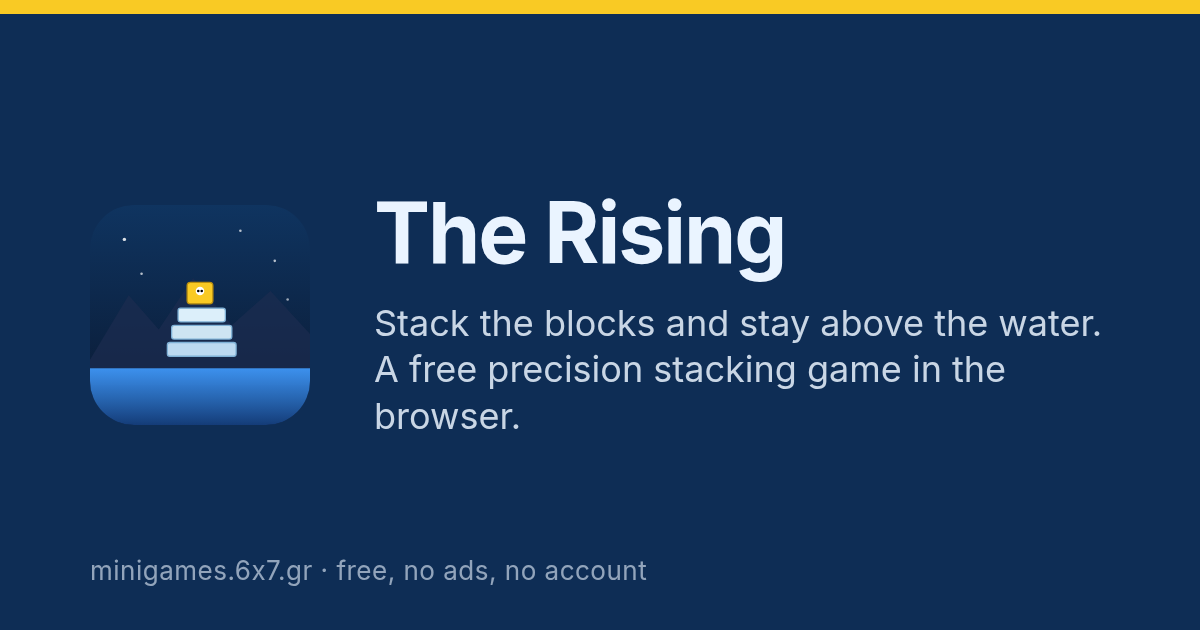 The Rising
Stack the blocks and stay above the water.
A free precision stacking game in the
browser.
minigames.6x7.gr · free, no ads, no account